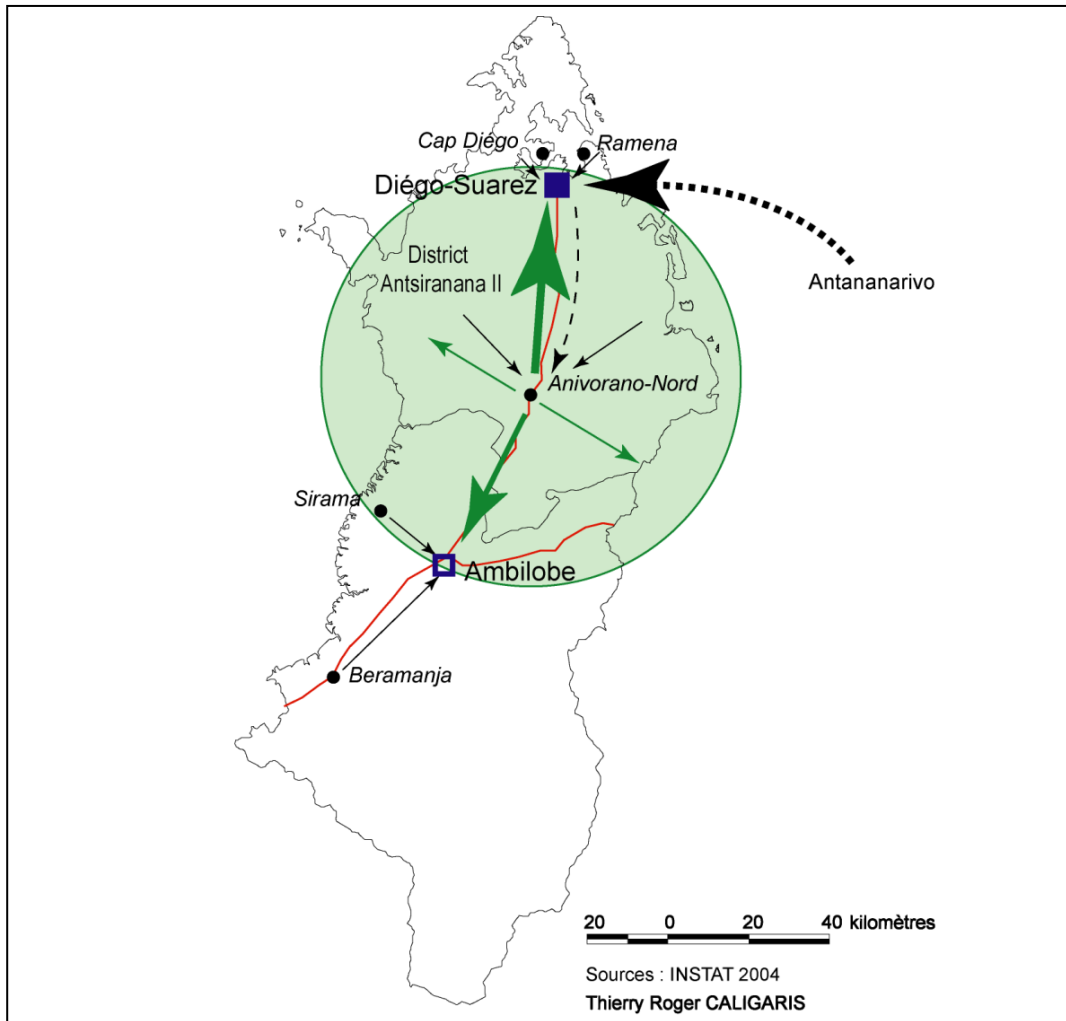 Cap Diégo
Ramena
Diégo-Suarez
District
Antsiranana II
Antananarivo
Anivorano-Nord
Sirama
Ambilobe
Beramanja
20 0 20 40 kilomètres
Sources : INSTAT 2004
Thierry Roger CALIGARIS